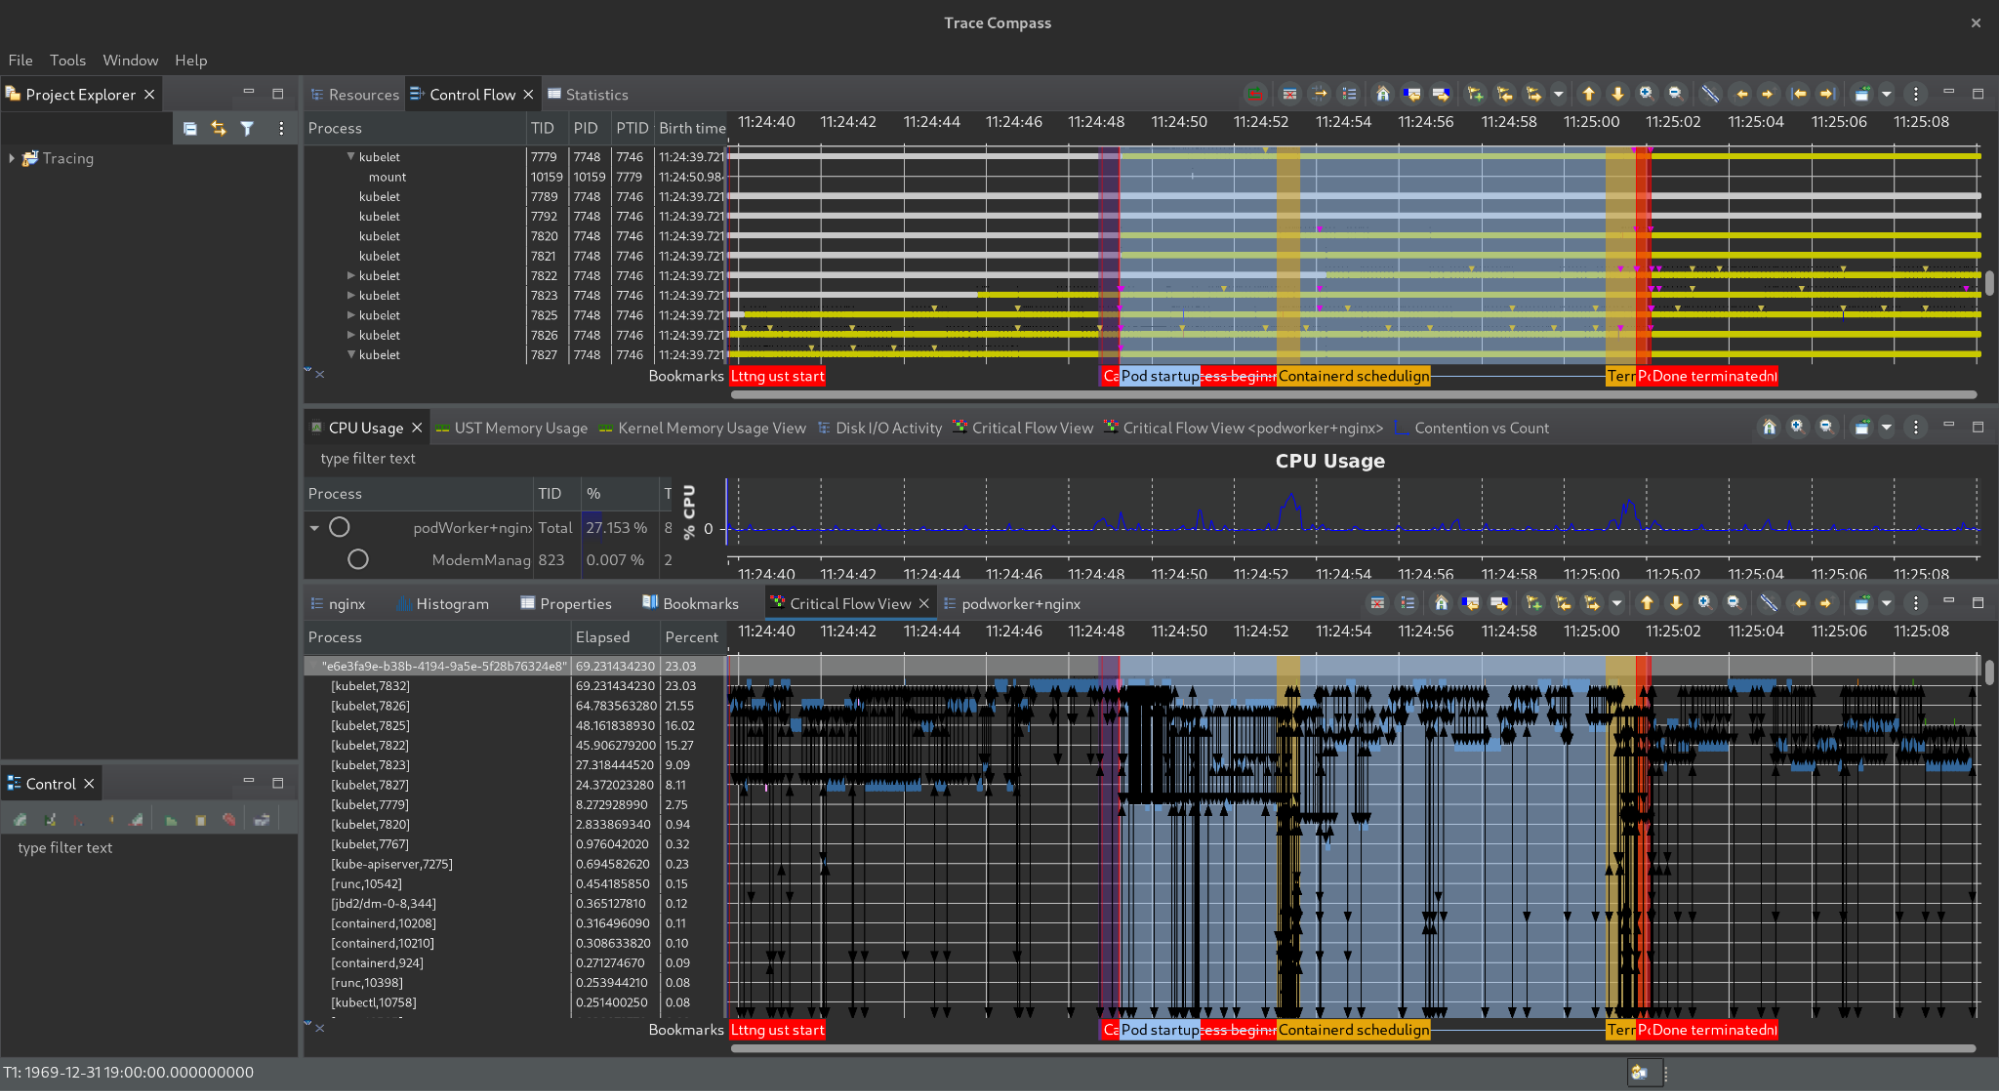 Trace Compass
File Tools Window Help
Project Explorer
Tracing
Resources Control Flow Statistics
Process TID PID PTID Birth time
11:24:40 11:24:42 11:24:44 11:24:46 11:24:48 11:24:50 11:24:52 11:24:54 11:24:56 11:24:58 11:25:00 11:25:02 11:25:04 11:25:06 11:25:08
kubelet 7779 7748 7746 11:24:39.721
mount 10159 10159 7779 11:24:50.98
kubelet 7789 7748 7746 11:24:39.721
kubelet 7792 7748 7746 11:24:39.721
kubelet 7820 7748 7746 11:24:39.721
kubelet 7821 7748 7746 11:24:39.721
kubelet 7822 7748 7746 11:24:39.721
kubelet 7823 7748 7746 11:24:39.721
kubelet 7825 7748 7746 11:24:39.721
kubelet 7826 7748 7746 11:24:39.721
kubelet 7827 7748 7746 11:24:39.721
Bookmarks Lttng ust start Ca Pod startup ess begin Containerd schedulign Terr Done terminatedn
CPU Usage UST Memory Usage Kernel Memory Usage View Disk I/O Activity Critical Flow View Critical Flow View <podworker+nginx> Contention vs Count
type filter text
CPU Usage
Process TID % T
% CPU
0
podWorker+nginx Total 27.153 % 8
ModemManag 823 0.007 % 2
11:24:40 11:24:42 11:24:44 11:24:46 11:24:48 11:24:50 11:24:52 11:24:54 11:24:56 11:24:58 11:25:00 11:25:02 11:25:04 11:25:06 11:25:08
nginx Histogram Properties Bookmarks Critical Flow View podworker+nginx
Process Elapsed Percent
11:24:40 11:24:42 11:24:44 11:24:46 11:24:48 11:24:50 11:24:52 11:24:54 11:24:56 11:24:58 11:25:00 11:25:02 11:25:04 11:25:06 11:25:08
"e6e3fa9e-b38b-4194-9a5e-5f28b76324e8" 69.231434230 23.03
[kubelet,7832] 69.231434230 23.03
[kubelet,7826] 64.783563280 21.55
[kubelet,7825] 48.161838930 16.02
[kubelet,7822] 45.906279200 15.27
[kubelet,7823] 27.318444520 9.09
[kubelet,7827] 24.372023280 8.11
[kubelet,7779] 8.272928990 2.75
[kubelet,7820] 2.833869340 0.94
[kubelet,7767] 0.976042020 0.32
[kube-apiserver,7275] 0.694582620 0.23
[runc,10542] 0.454185850 0.15
[jbd2/dm-0-8,344] 0.365127810 0.12
[containerd,10208] 0.316496090 0.11
[containerd,10210] 0.308633820 0.10
[containerd,924] 0.271274670 0.09
[runc,10398] 0.253944210 0.08
[kubectl,10758] 0.251400250 0.08
Bookmarks Lttng ust start Ca Pod startup ess begin Containerd schedulign Terr Done terminatedn
Control
type filter text
T1: 1969-12-31 19:00:00.000000000